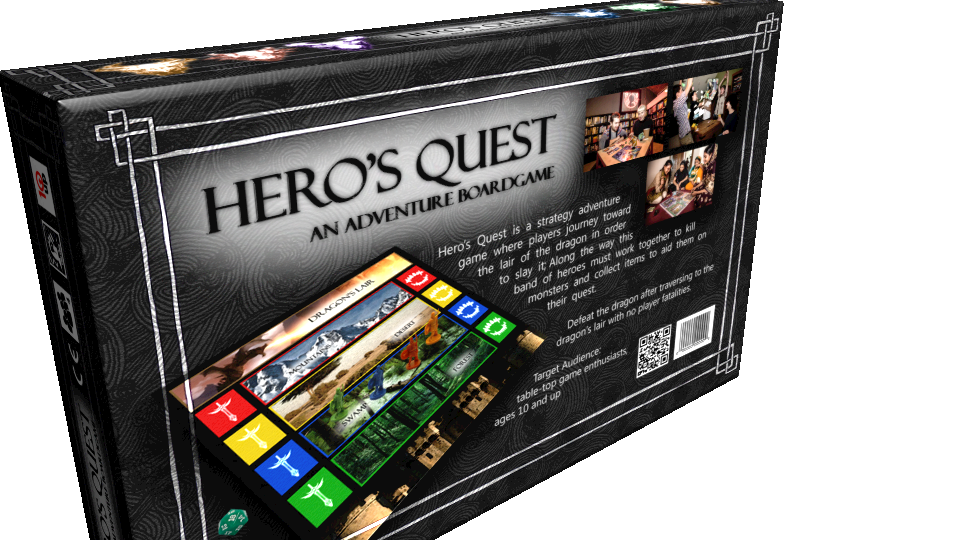 HERO'S QUEST
HERO'S QUEST
AN ADVENTURE BOARDGAME
Hero's Quest is a strategy adventure
game where players journey toward
the lair of the dragon in order
to slay it. Along the way this
band of heroes must work together to kill
monsters and collect items to aid them on
their quest.
Defeat the dragon after traversing to the
dragon's lair with no player fatalities.
Target Audience:
table-top game enthusiasts,
ages 10 and up
DRAGON'S LAIR
MOUNTAINS
DESERT
SWAMP
FOREST
CE